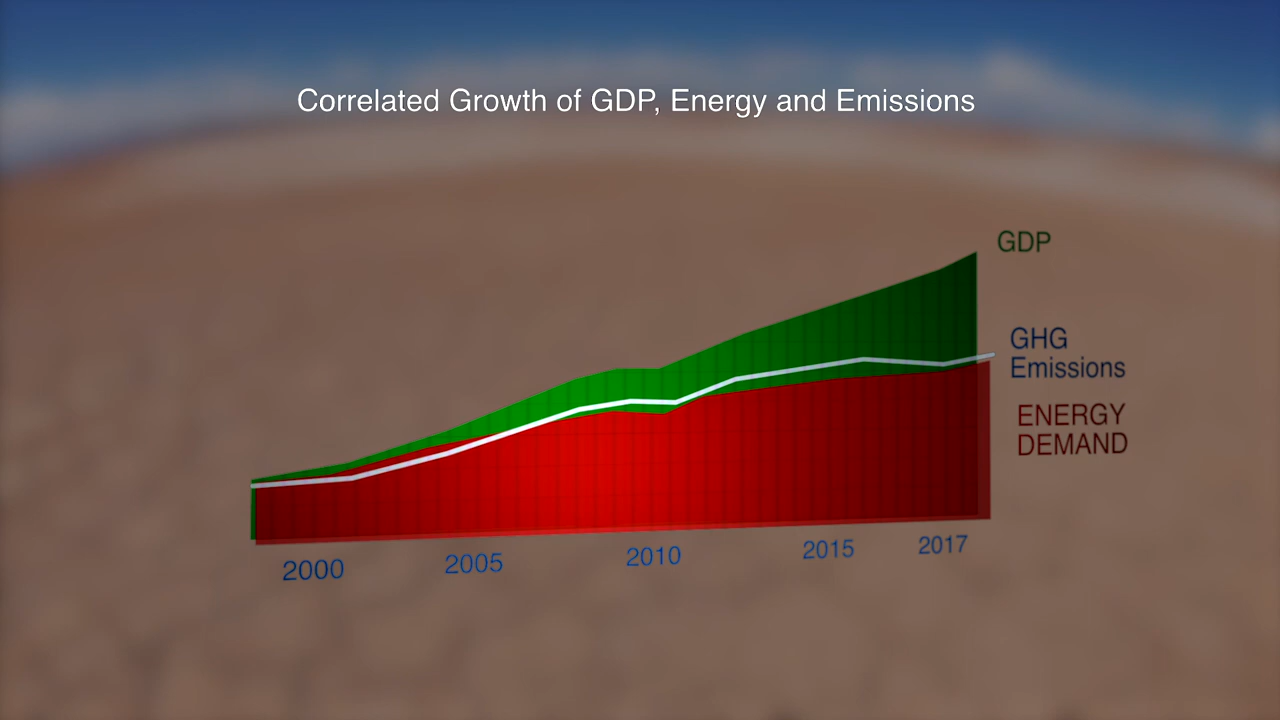 Correlated Growth of GDP, Energy and Emissions
GDP
GHG
Emissions
ENERGY
DEMAND
2000
2005
2010
2015
2017